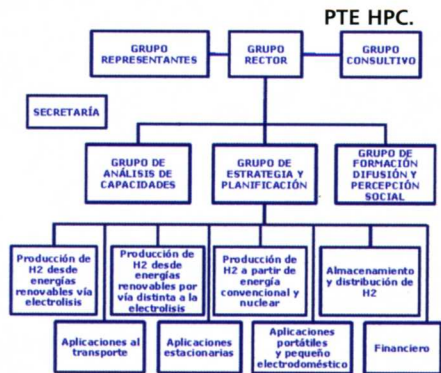 PTE HPC.
GRUPO
REPRESENTANTES
GRUPO
RECTOR
GRUPO
CONSULTIVO
SECRETARÍA
GRUPO DE
ANÁLISIS DE
CAPACIDADES
GRUPO DE
ESTRATEGIA Y
PLANIFICACIÓN
GRUPO DE
FORMACIÓN
DIFUSIÓN Y
PERCEPCIÓN
SOCIAL
Producción de
H2 desde
energías
renovables vía
electrolisis
Producción de
H2 desde
energías
renovables por
vía distinta a la
electrolisis
Producción de
H2 a partir de
energía
convencional y
nuclear
Almacenamiento
y distribución de
H2
Aplicaciones al
transporte
Aplicaciones
estacionarias
Aplicaciones
portátiles
y pequeño
electrodoméstico
Financiero